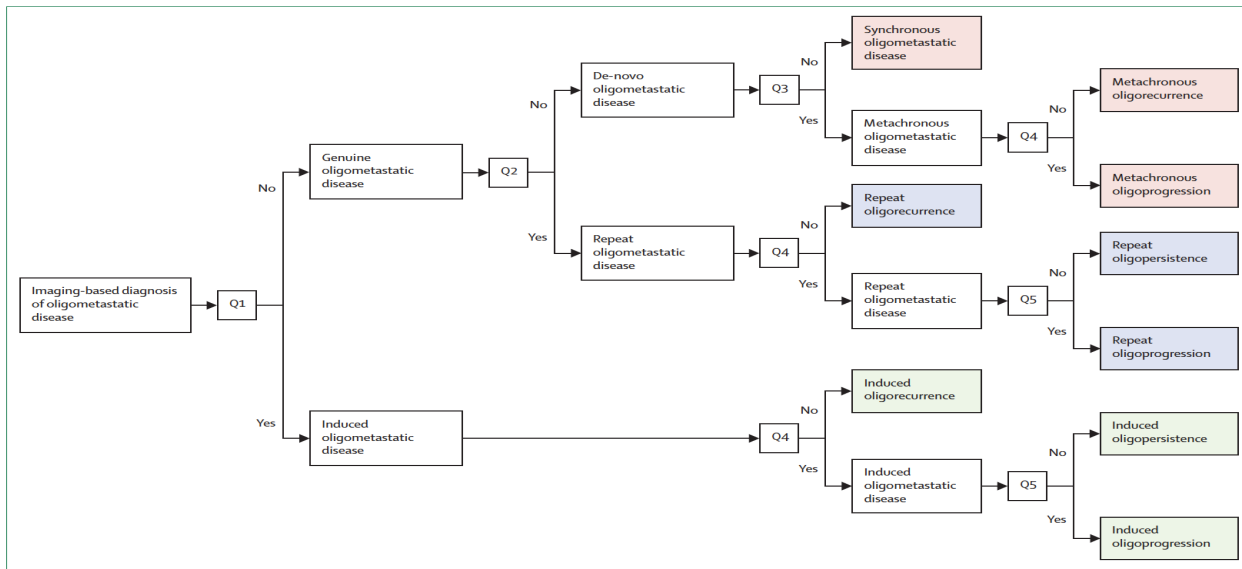 Synchronous
oligometastatic
disease
No
De-novo
oligometastatic
disease
Q3
Metachronous
oligorecurrence
No
No
Yes
Metachronous
oligometastatic
disease
Q4
Genuine
oligometastatic
disease
Q2
Yes
Metachronous
oligoprogression
No
Repeat
oligorecurrence
No
Yes
Repeat
oligometastatic
disease
Q4
Repeat
oligopersistence
No
Yes
Repeat
oligometastatic
disease
Q5
Imaging-based diagnosis
of oligometastatic
disease
Q1
Yes
Repeat
oligoprogression
Induced
oligorecurrence
No
Yes
Induced
oligometastatic
disease
Q4
Induced
oligopersistence
No
Yes
Induced
oligometastatic
disease
Q5
Yes
Induced
oligoprogression